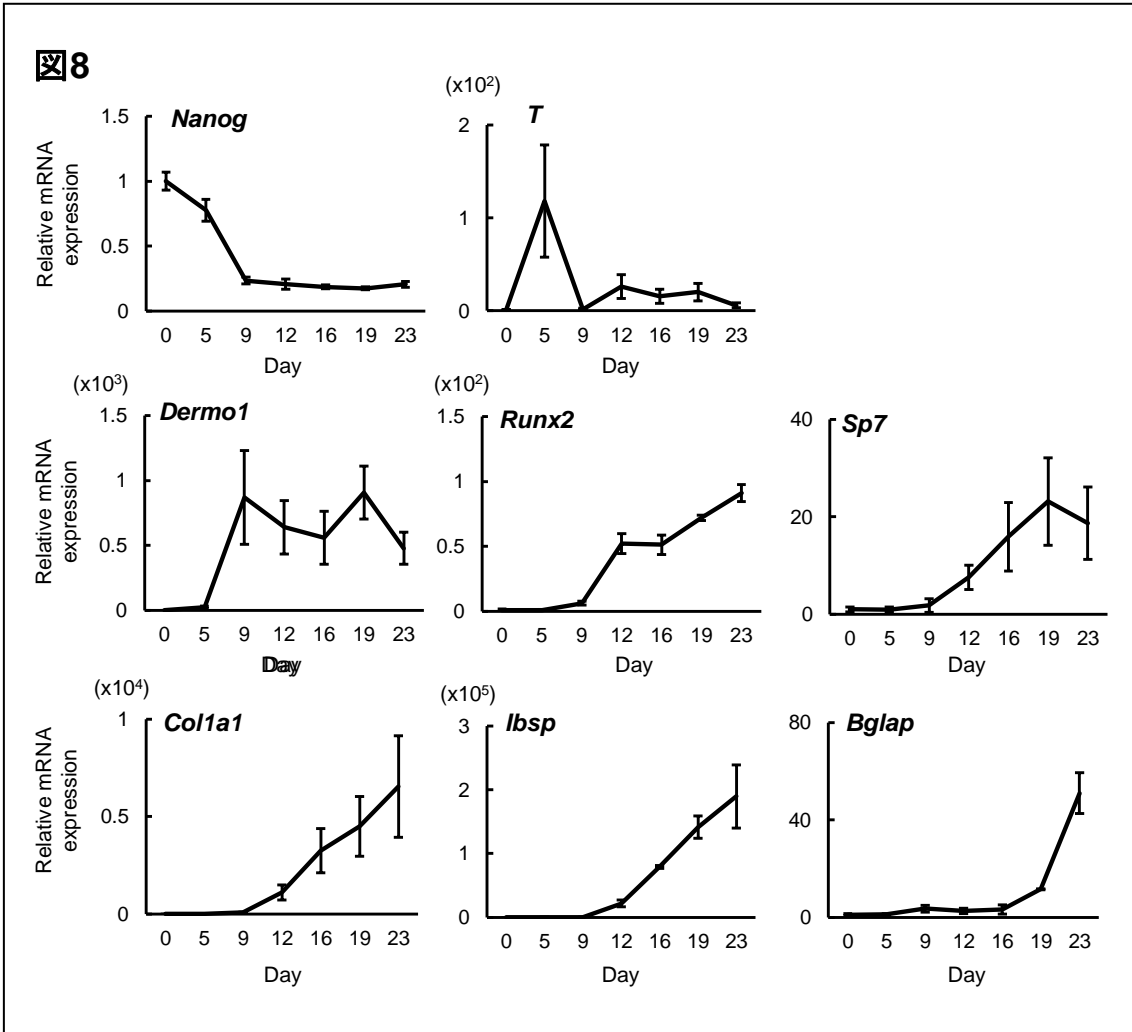 図8
(x10²)
Nanog
T
Relative mRNA
expression
1.5
1
0.5
0
0 5 9 12 16 19 23
Day
2
1
0
0 5 9 12 16 19 23
Day
(x10³)
Dermo1
Relative mRNA
expression
1.5
1
0.5
0
0 5 9 12 16 19 23
Day
Day
(x10²)
Runx2
1.5
1
0.5
0
0 5 9 12 16 19 23
Day
Sp7
40
20
0
0 5 9 12 16 19 23
Day
(x10⁴)
Col1a1
Relative mRNA
expression
1
0.5
0
0 5 9 12 16 19 23
Day
(x10⁵)
Ibsp
3
2
1
0
0 5 9 12 16 19 23
Day
Bglap
80
40
0
0 5 9 12 16 19 23
Day